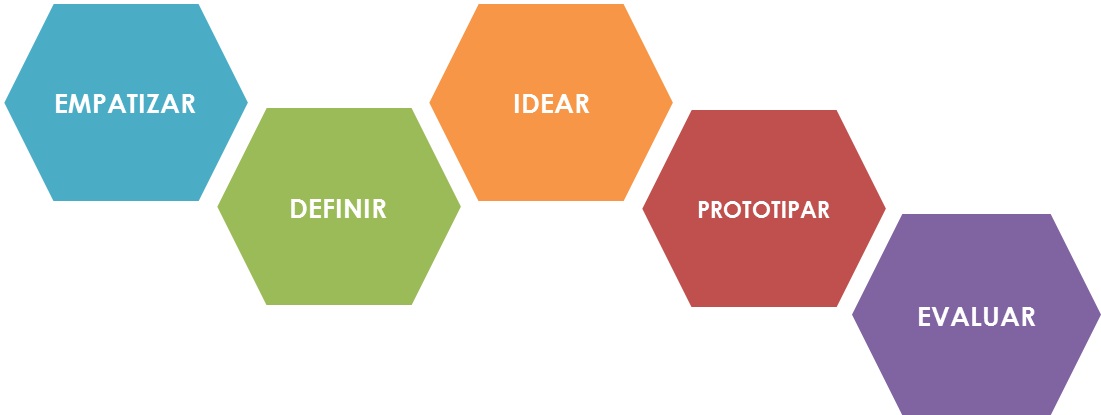 EMPATIZAR
DEFINIR
IDEAR
PROTOTIPAR
EVALUAR